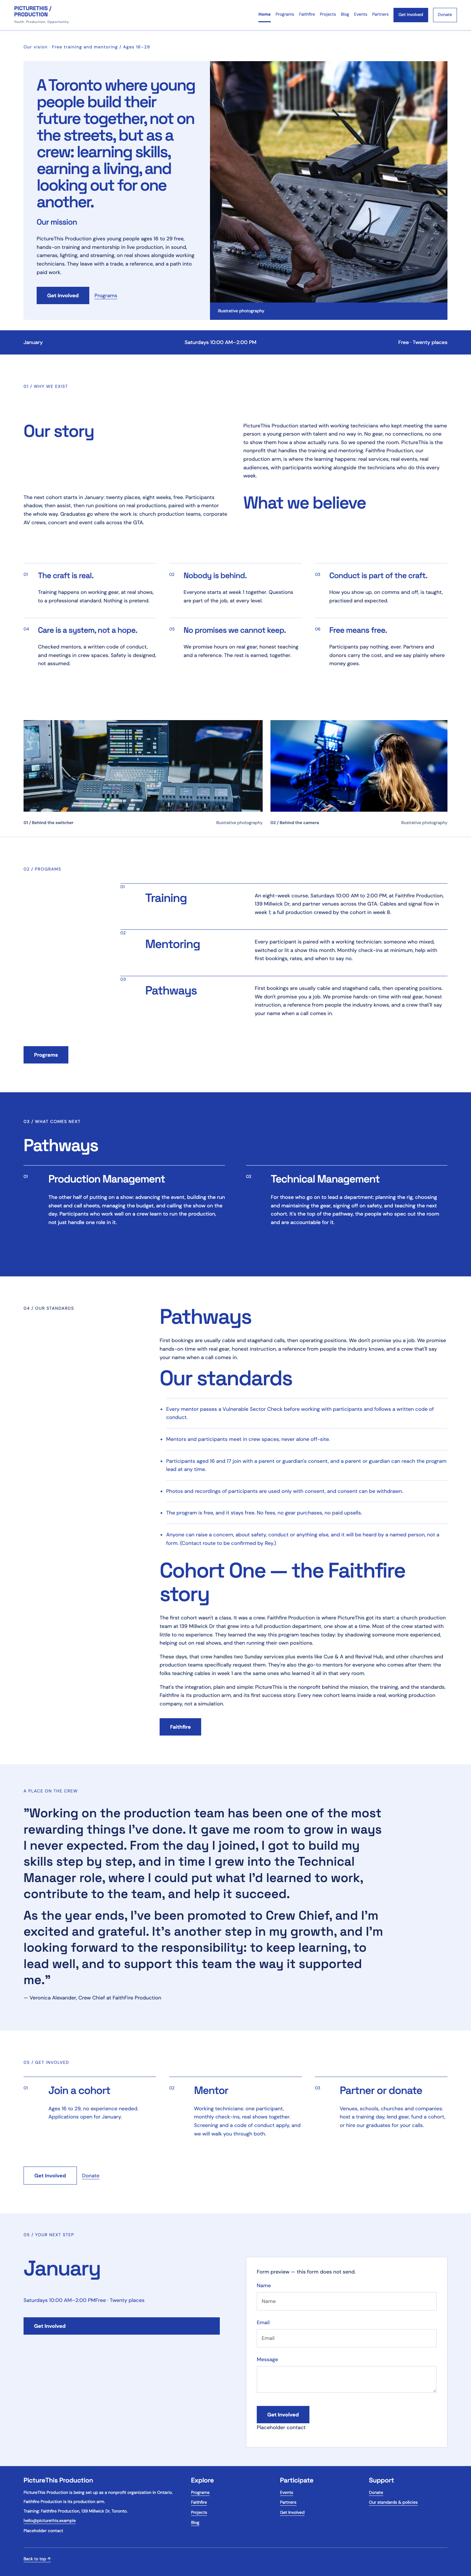 PICTURETHIS /
PRODUCTION
Youth. Production. Opportunity.
Home Programs Faithfire Projects Blog Events Partners Get Involved Donate
Our vision · Free training and mentoring / Ages 16–29
A Toronto where young
people build their
future together, not on
the streets, but as a
crew: learning skills,
earning a living, and
looking out for one
another.
Our mission
PictureThis Production gives young people ages 16 to 29 free,
hands-on training and mentorship in live production, in sound,
cameras, lighting, and streaming, on real shows alongside working
technicians. They leave with a trade, a reference, and a path into
paid work.
Get Involved Programs
Illustrative photography
January Saturdays 10:00 AM–2:00 PM Free · Twenty places
01 / WHY WE EXIST
Our story
PictureThis Production started with working technicians who kept meeting the same
person: a young person with talent and no way in. No gear, no connections, no one
to show them how a show actually runs. So we opened the room. PictureThis is the
nonprofit that handles the training and mentoring. Faithfire Production, our
production arm, is where the learning happens: real services, real events, real
audiences, with participants working alongside the technicians who do this every
week.
The next cohort starts in January: twenty places, eight weeks, free. Participants
shadow, then assist, then run positions on real productions, paired with a mentor
the whole way. Graduates go where the work is: church production teams, corporate
AV crews, concert and event calls across the GTA.
What we believe
01 The craft is real.
Training happens on working gear, at real shows,
to a professional standard. Nothing is pretend.
02 Nobody is behind.
Everyone starts at week 1 together. Questions
are part of the job, at every level.
03 Conduct is part of the craft.
How you show up, on comms and off, is taught,
practised and expected.
04 Care is a system, not a hope.
Checked mentors, a written code of conduct,
and meetings in crew spaces. Safety is designed,
not assumed.
05 No promises we cannot keep.
We promise hours on real gear, honest teaching
and a reference. The rest is earned, together.
06 Free means free.
Participants pay nothing, ever. Partners and
donors carry the cost, and we say plainly where
money goes.
01 / Behind the switcher Illustrative photography
02 / Behind the camera Illustrative photography
02 / PROGRAMS
01
Training
An eight-week course, Saturdays 10:00 AM to 2:00 PM, at Faithfire Production,
139 Millwick Dr, and partner venues across the GTA. Cables and signal flow in
week 1, a full production crewed by the cohort in week 8.
02
Mentoring
Every participant is paired with a working technician: someone who mixed,
switched or lit a show this month. Monthly check-ins at minimum, help with
first bookings, rates, and when to say no.
03
Pathways
First bookings are usually cable and stagehand calls, then operating positions.
We don't promise you a job. We promise hands-on time with real gear, honest
instruction, a reference from people the industry knows, and a crew that'll say
your name when a call comes in.
Programs
03 / WHAT COMES NEXT
Pathways
01 Production Management
The other half of putting on a show: advancing the event, building the run
sheet and call sheets, managing the budget, and calling the show on the
day. Participants who work well on a crew learn to run the production,
not just handle one role in it.
02 Technical Management
For those who go on to lead a department: planning the rig, choosing
and maintaining the gear, signing off on safety, and teaching the next
cohort. It's the top of the pathway, the people who spec out the room
and are accountable for it.
04 / OUR STANDARDS
Pathways
First bookings are usually cable and stagehand calls, then operating positions. We don't promise you a job. We promise
hands-on time with real gear, honest instruction, a reference from people the industry knows, and a crew that'll say
your name when a call comes in.
Our standards
• Every mentor passes a Vulnerable Sector Check before working with participants and follows a written code of
conduct.
• Mentors and participants meet in crew spaces, never alone off-site.
• Participants aged 16 and 17 join with a parent or guardian's consent, and a parent or guardian can reach the program
lead at any time.
• Photos and recordings of participants are used only with consent, and consent can be withdrawn.
• The program is free, and it stays free. No fees, no gear purchases, no paid upsells.
• Anyone can raise a concern, about safety, conduct or anything else, and it will be heard by a named person, not a
form. (Contact route to be confirmed by Rey.)
Cohort One — the Faithfire
story
The first cohort wasn't a class. It was a crew. Faithfire Production is where PictureThis got its start: a church production
team at 139 Millwick Dr that grew into a full production department, one show at a time. Most of the crew started with
little to no experience. They learned the way this program teaches today: by shadowing someone more experienced,
helping out on real shows, and then running their own positions.
These days, that crew handles two Sunday services plus events like Cue & A and Revival Hub, and other churches and
production teams specifically request them. They're also the go-to mentors for everyone who comes after them: the
folks teaching cables in week 1 are the same ones who learned it all in that very room.
That's the integration, plain and simple: PictureThis is the nonprofit behind the mission, the training, and the standards.
Faithfire is its production arm, and its first success story. Every new cohort learns inside a real, working production
company, not a simulation.
Faithfire
A PLACE ON THE CREW
"Working on the production team has been one of the most
rewarding things I've done. It gave me room to grow in ways
I never expected. From the day I joined, I got to build my
skills step by step, and in time I grew into the Technical
Manager role, where I could put what I'd learned to work,
contribute to the team, and help it succeed.
As the year ends, I've been promoted to Crew Chief, and I'm
excited and grateful. It's another step in my growth, and I'm
looking forward to the responsibility: to keep learning, to
lead well, and to support this team the way it supported
me."
— Veronica Alexander, Crew Chief at FaithFire Production
05 / GET INVOLVED
01 Join a cohort
Ages 16 to 29, no experience needed.
Applications open for January.
02 Mentor
Working technicians: one participant,
monthly check-ins, real shows together.
Screening and a code of conduct apply, and
we will walk you through both.
03 Partner or donate
Venues, schools, churches and companies:
host a training day, lend gear, fund a cohort,
or hire our graduates for your calls.
Get Involved Donate
05 / YOUR NEXT STEP
January
Saturdays 10:00 AM–2:00 PMFree · Twenty places
Get Involved
Form preview — this form does not send.
Name
Name
Email
Email
Message
Get Involved
Placeholder contact
PictureThis Production
PictureThis Production is being set up as a nonprofit organization in Ontario.
Faithfire Production is its production arm.
Training: Faithfire Production, 139 Millwick Dr, Toronto.
hello@picturethis.example
Placeholder contact
Explore
Programs
Faithfire
Projects
Blog
Participate
Events
Partners
Get Involved
Support
Donate
Our standards & policies
Back to top ↑